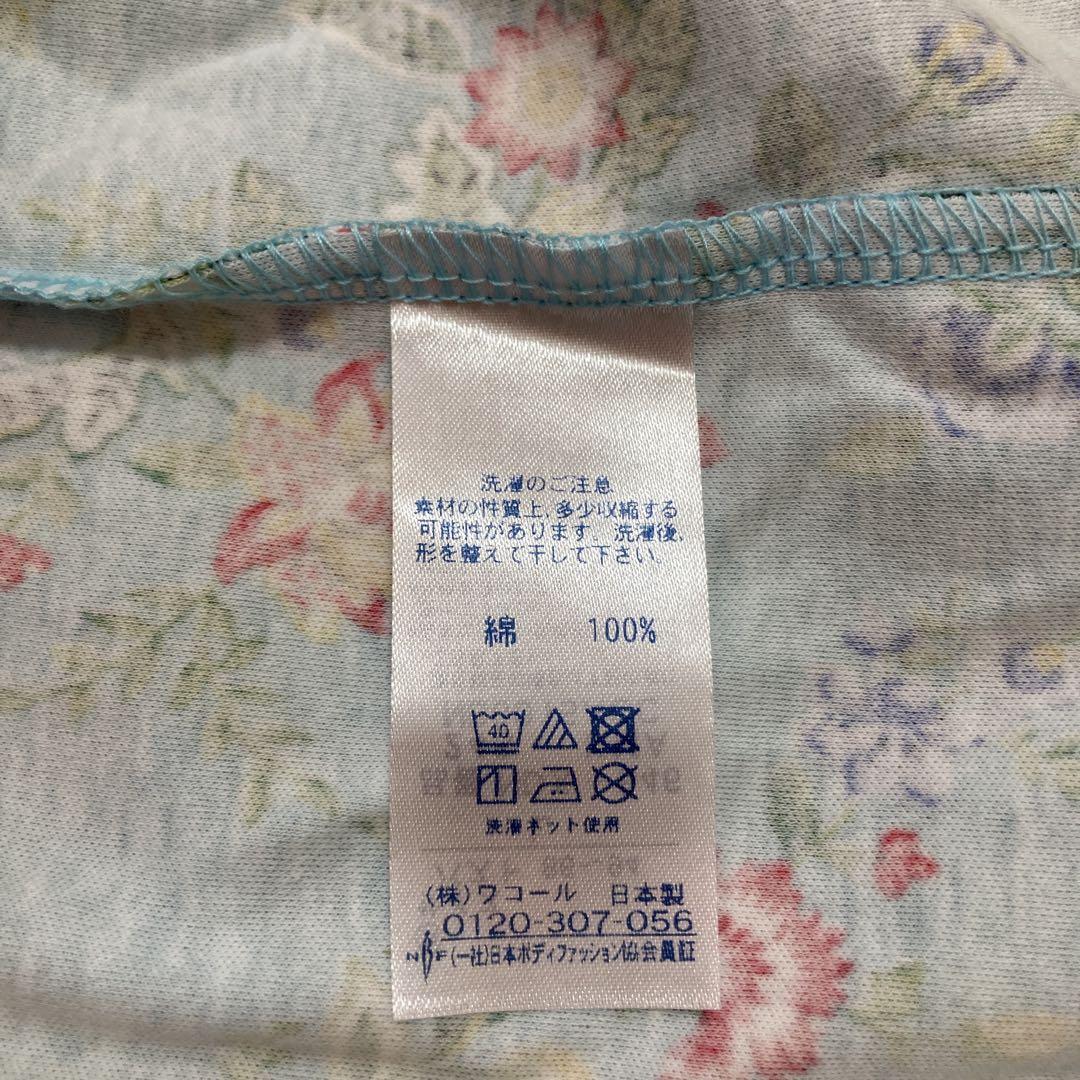 洗濯のご注意
素材の性質上、多少収縮する
可能性があります 洗濯後、
形を整えて干して下さい。
綿 100%
40
洗濯ネット使用
(株)ワコール 日本製
0120-307-056
NBF (一社)日本ボディファッション協会員証